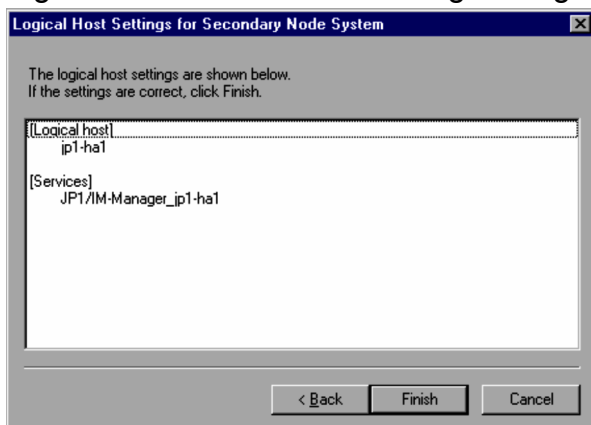 Logical Host Settings for Secondary Node System
The logical host settings are shown below.
If the settings are correct, click Finish.
[Logical host]
jp1-ha1
[Services]
JP1/IM-Manager_jp1-ha1
< Back
Finish
Cancel